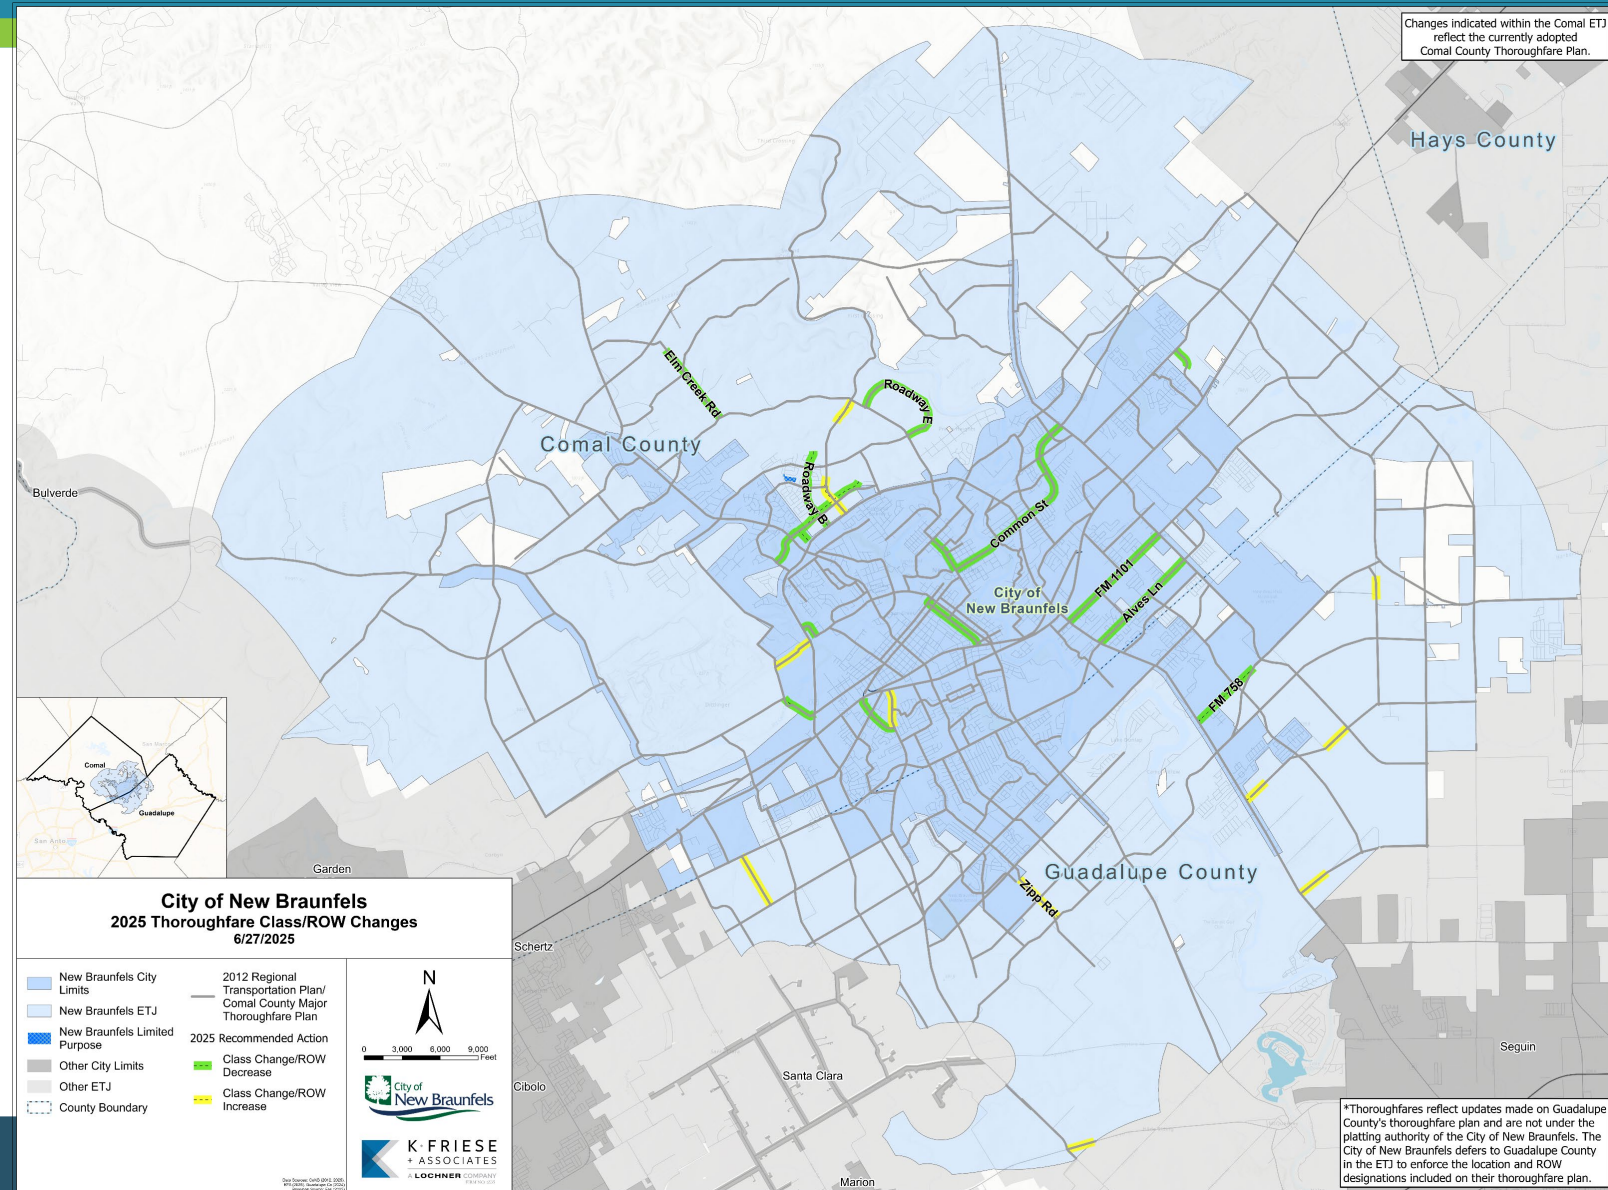 Changes indicated within the Comal ETJ
reflect the currently adopted
Comal County Thoroughfare Plan.
Hays County
Elm Creek Rd
Roadway E
Comal County
Bulverde
Roadway B
Common St
FM 1101
City of
New Braunfels
Alves Ln
FM 758
San Marcos
Comal
Guadalupe
San Anto
Garden
Guadalupe County
Zipp Rd
City of New Braunfels
2025 Thoroughfare Class/ROW Changes
6/27/2025
Schertz
New Braunfels City
Limits
New Braunfels ETJ
New Braunfels Limited
Purpose
Other City Limits
Other ETJ
County Boundary
2012 Regional
Transportation Plan/
Comal County Major
Thoroughfare Plan
2025 Recommended Action
Class Change/ROW
Decrease
Class Change/ROW
Increase
N
0 3,000 6,000 9,000
Feet
City of
New Braunfels
K·FRIESE
+ ASSOCIATES
A LOCHNER COMPANY
Cibolo
Santa Clara
Marion
Seguin
*Thoroughfares reflect updates made on Guadalupe
County's thoroughfare plan and are not under the
platting authority of the City of New Braunfels. The
City of New Braunfels defers to Guadalupe County
in the ETJ to enforce the location and ROW
designations included on their thoroughfare plan.